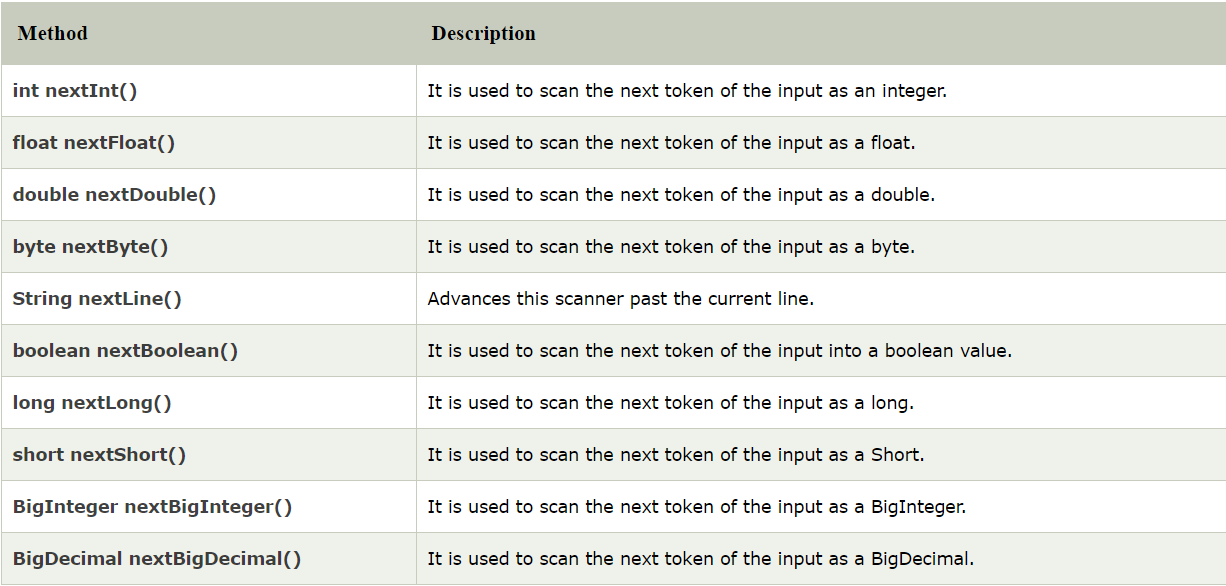 Method Description
int nextInt() It is used to scan the next token of the input as an integer.
float nextFloat() It is used to scan the next token of the input as a float.
double nextDouble() It is used to scan the next token of the input as a double.
byte nextByte() It is used to scan the next token of the input as a byte.
String nextLine() Advances this scanner past the current line.
boolean nextBoolean() It is used to scan the next token of the input into a boolean value.
long nextLong() It is used to scan the next token of the input as a long.
short nextShort() It is used to scan the next token of the input as a Short.
BigInteger nextBigInteger() It is used to scan the next token of the input as a BigInteger.
BigDecimal nextBigDecimal() It is used to scan the next token of the input as a BigDecimal.